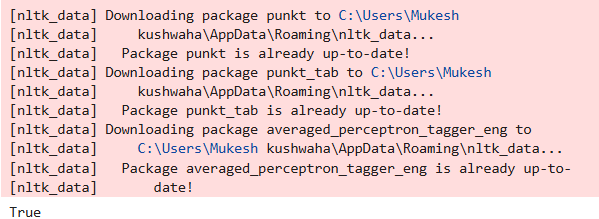 [nltk_data] Downloading package punkt to C:\Users\Mukesh
[nltk_data]     kushwaha\AppData\Roaming\nltk_data...
[nltk_data]   Package punkt is already up-to-date!
[nltk_data] Downloading package punkt_tab to C:\Users\Mukesh
[nltk_data]     kushwaha\AppData\Roaming\nltk_data...
[nltk_data]   Package punkt_tab is already up-to-date!
[nltk_data] Downloading package averaged_perceptron_tagger_eng to
[nltk_data]     C:\Users\Mukesh kushwaha\AppData\Roaming\nltk_data...
[nltk_data]   Package averaged_perceptron_tagger_eng is already up-to-
[nltk_data]       date!
True